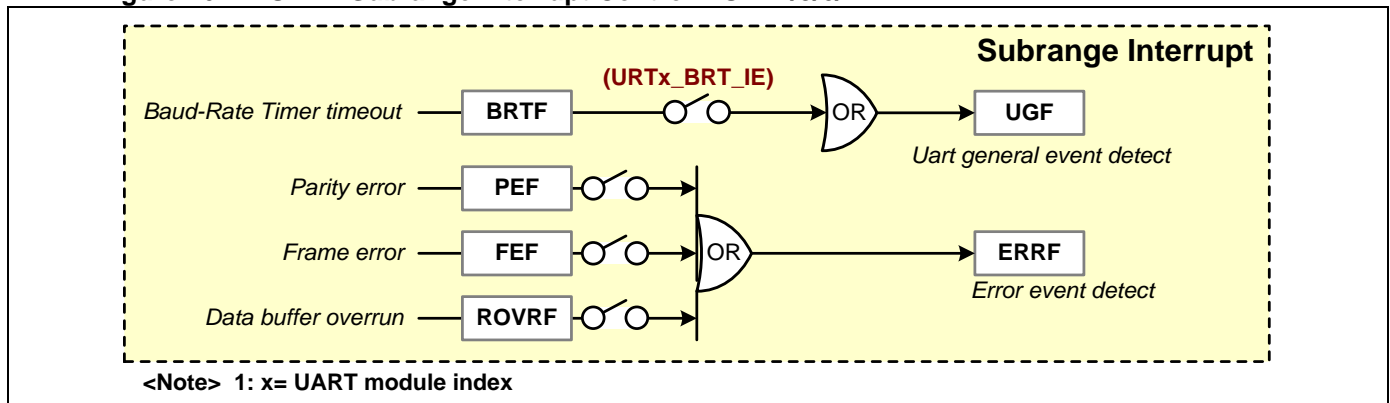 Subrange Interrupt
(URTx_BRT_IE)
Baud-Rate Timer timeout
BRTF
OR
UGF
Uart general event detect
Parity error
PEF
Frame error
FEF
OR
ERRF
Error event detect
Data buffer overrun
ROVRF
<Note> 1: x= UART module index